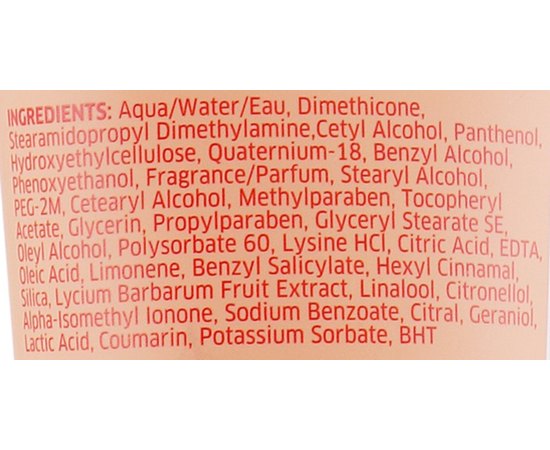 INGREDIENTS: Aqua/Water/Eau, Dimethicone,
Stearamidopropyl Dimethylamine,Cetyl Alcohol, Panthenol,
Hydroxyethylcellulose, Quaternium-18, Benzyl Alcohol,
Phenoxyethanol, Fragrance/Parfum, Stearyl Alcohol,
PEG-2M, Cetearyl Alcohol, Methylparaben, Tocopheryl
Acetate, Glycerin, Propylparaben, Glyceryl Stearate SE,
Oleyl Alcohol, Polysorbate 60, Lysine HCl, Citric Acid, EDTA,
Oleic Acid, Limonene, Benzyl Salicylate, Hexyl Cinnamal,
Silica, Lycium Barbarum Fruit Extract, Linalool, Citronellol,
Alpha-Isomethyl Ionone, Sodium Benzoate, Citral, Geraniol,
Lactic Acid, Coumarin, Potassium Sorbate, BHT